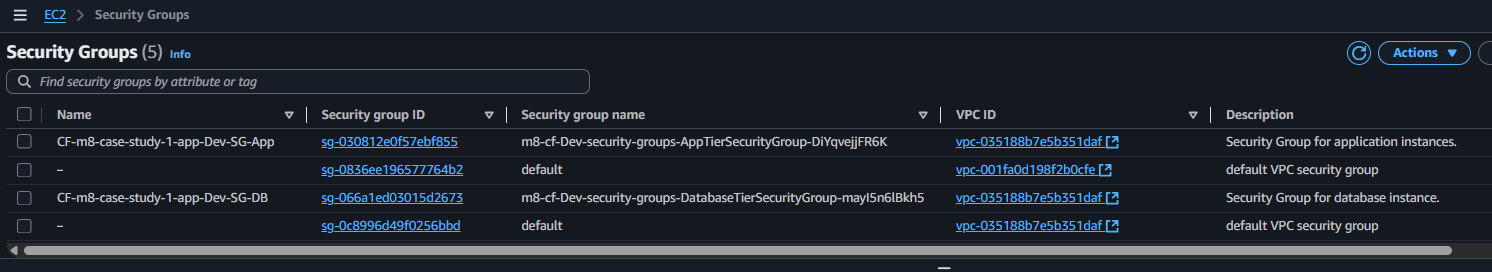 EC2 > Security Groups
Security Groups (5) Info
Actions
Find security groups by attribute or tag
Name Security group ID Security group name VPC ID Description
CF-m8-case-study-1-app-Dev-SG-App sg-030812e0f57ebf855 m8-cf-Dev-security-groups-AppTierSecurityGroup-DiYqvejjFR6K vpc-035188b7e5b351daf Security Group for application instances.
– sg-0836ee196577764b2 default vpc-001fa0d198f2b0cfe default VPC security group
CF-m8-case-study-1-app-Dev-SG-DB sg-066a1ed03015d2673 m8-cf-Dev-security-groups-DatabaseTierSecurityGroup-mayI5n6lBkh5 vpc-035188b7e5b351daf Security Group for database instance.
– sg-0c8996d49f0256bbd default vpc-035188b7e5b351daf default VPC security group